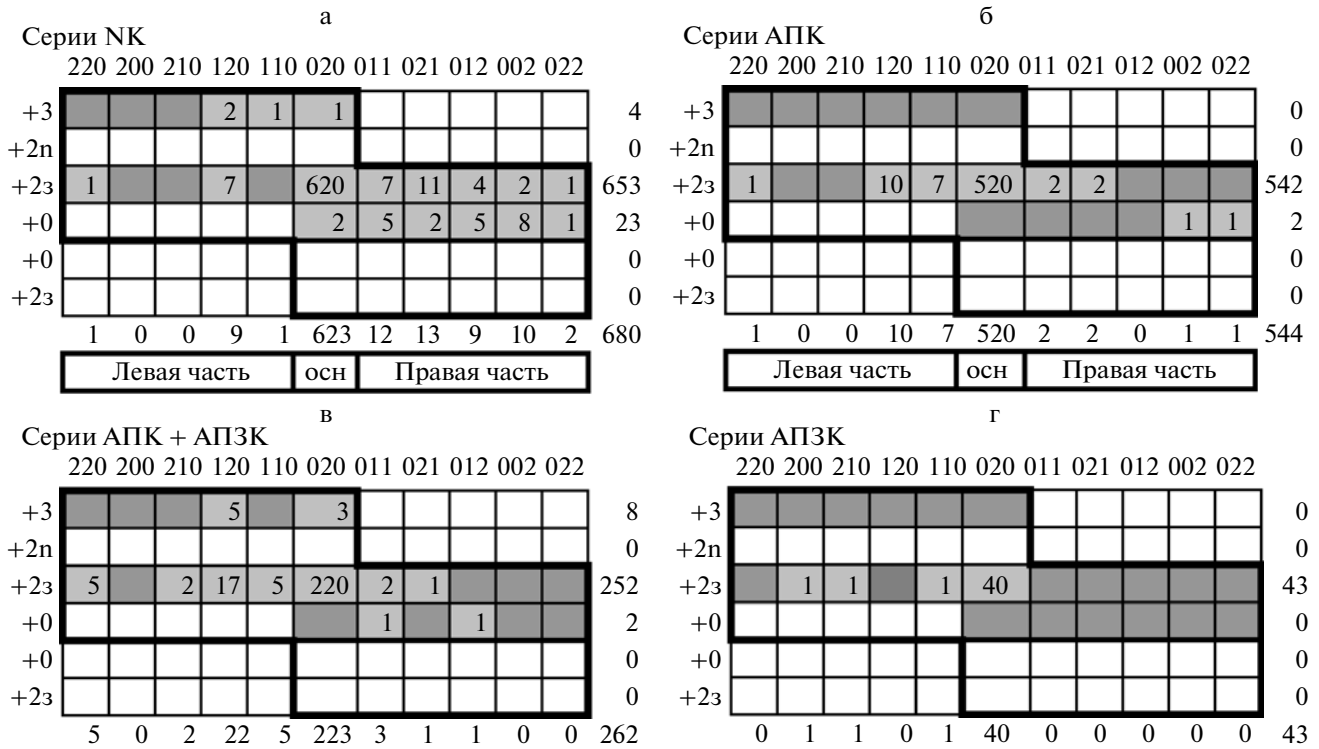 а
Серии NK
220 200 210 120 110 020 011 021 012 002 022
+3 2 1 1 4
+2n 0
+2з 1 7 620 7 11 4 2 1 653
+0 2 5 2 5 8 1 23
+0 0
+2з 0
1 0 0 9 1 623 12 13 9 10 2 680
Левая часть осн Правая часть
б
Серии АПК
220 200 210 120 110 020 011 021 012 002 022
+3 0
+2n 0
+2з 1 10 7 520 2 2 542
+0 1 1 2
+0 0
+2з 0
1 0 0 10 7 520 2 2 0 1 1 544
Левая часть осн Правая часть
в
Серии АПК + АПЗК
220 200 210 120 110 020 011 021 012 002 022
+3 5 3 8
+2n 0
+2з 5 2 17 5 220 2 1 252
+0 1 1 2
+0 0
+2з 0
5 0 2 22 5 223 3 1 1 0 0 262
г
Серии АПЗК
220 200 210 120 110 020 011 021 012 002 022
+3 0
+2n 0
+2з 1 1 1 40 43
+0 0
+0 0
+2з 0
0 1 1 0 1 40 0 0 0 0 0 43